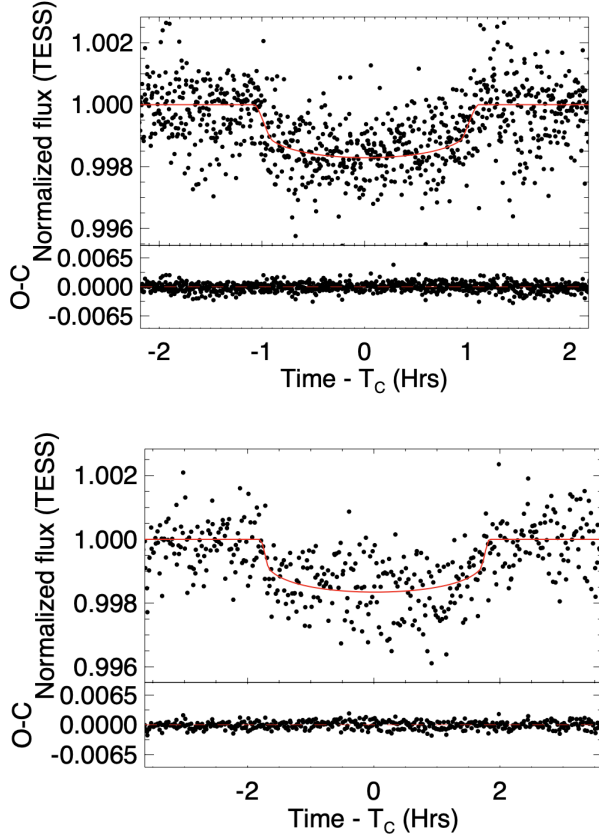 Normalized flux (TESS)
1.002
1.000
0.998
0.996
O-C
0.0065
0.0000
-0.0065
-2 -1 0 1 2
Time - TC (Hrs)
Normalized flux (TESS)
1.002
1.000
0.998
0.996
O-C
0.0065
0.0000
-0.0065
-2 0 2
Time - TC (Hrs)